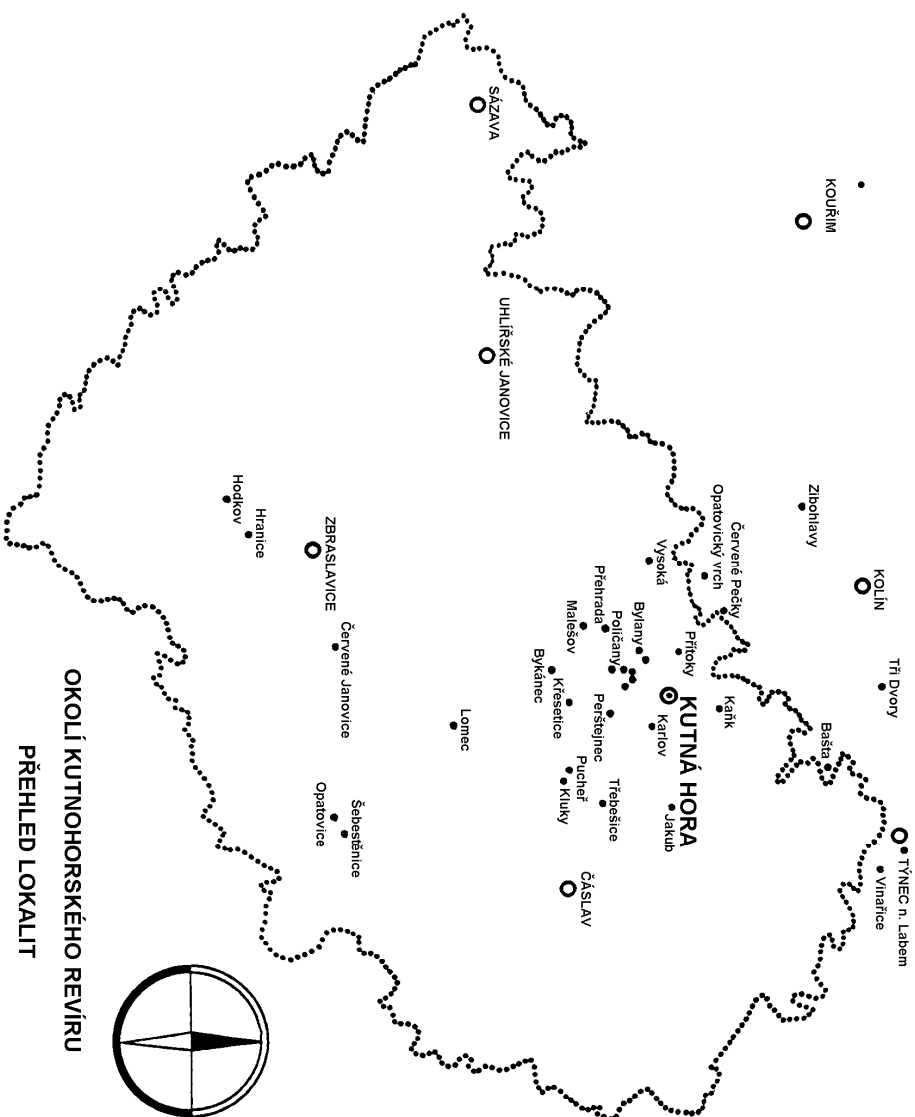 TÝNEC n. Labem
Vinařice
Tři Dvory
KOLÍN
Bašta
KOUŘIM
Zibohlavy
Červené Pečky
Opatovický vrch
Kaňk
Přítoky
KUTNÁ HORA
Jakub
Karlov
Vysoká
Bylany
Poličany
Přehrada
Perštejnec
Třebešice
Malešov
Křesetice
Pucheř
ČÁSLAV
Bykánec
Kluky
SÁZAVA
UHLÍŘSKÉ JANOVICE
Lomec
Šebestěnice
Opatovice
Červené Janovice
ZBRASLAVICE
Hranice
Hodkov
OKOLÍ KUTNOHORSKÉHO REVÍRU
PŘEHLED LOKALIT